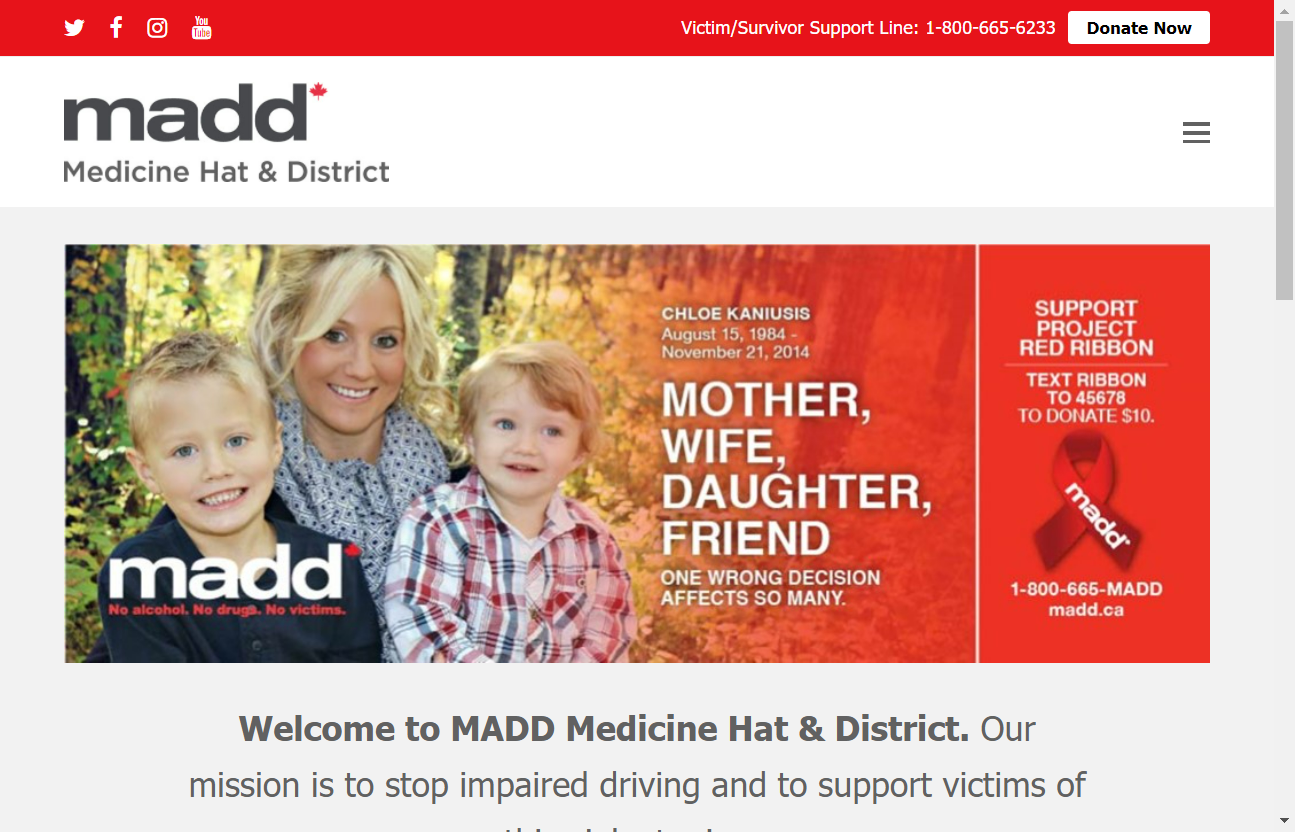 You
Tube
Victim/Survivor Support Line: 1-800-665-6233
Donate Now
madd
Medicine Hat & District
CHLOE KANIUSIS
August 15, 1984 -
November 21, 2014
MOTHER,
WIFE,
DAUGHTER,
FRIEND
ONE WRONG DECISION
AFFECTS SO MANY.
madd
No alcohol. No drugs. No victims.
SUPPORT
PROJECT
RED RIBBON
TEXT RIBBON
TO 45678
TO DONATE $10.
madd
1-800-665-MADD
madd.ca
Welcome to MADD Medicine Hat & District. Our
mission is to stop impaired driving and to support victims of